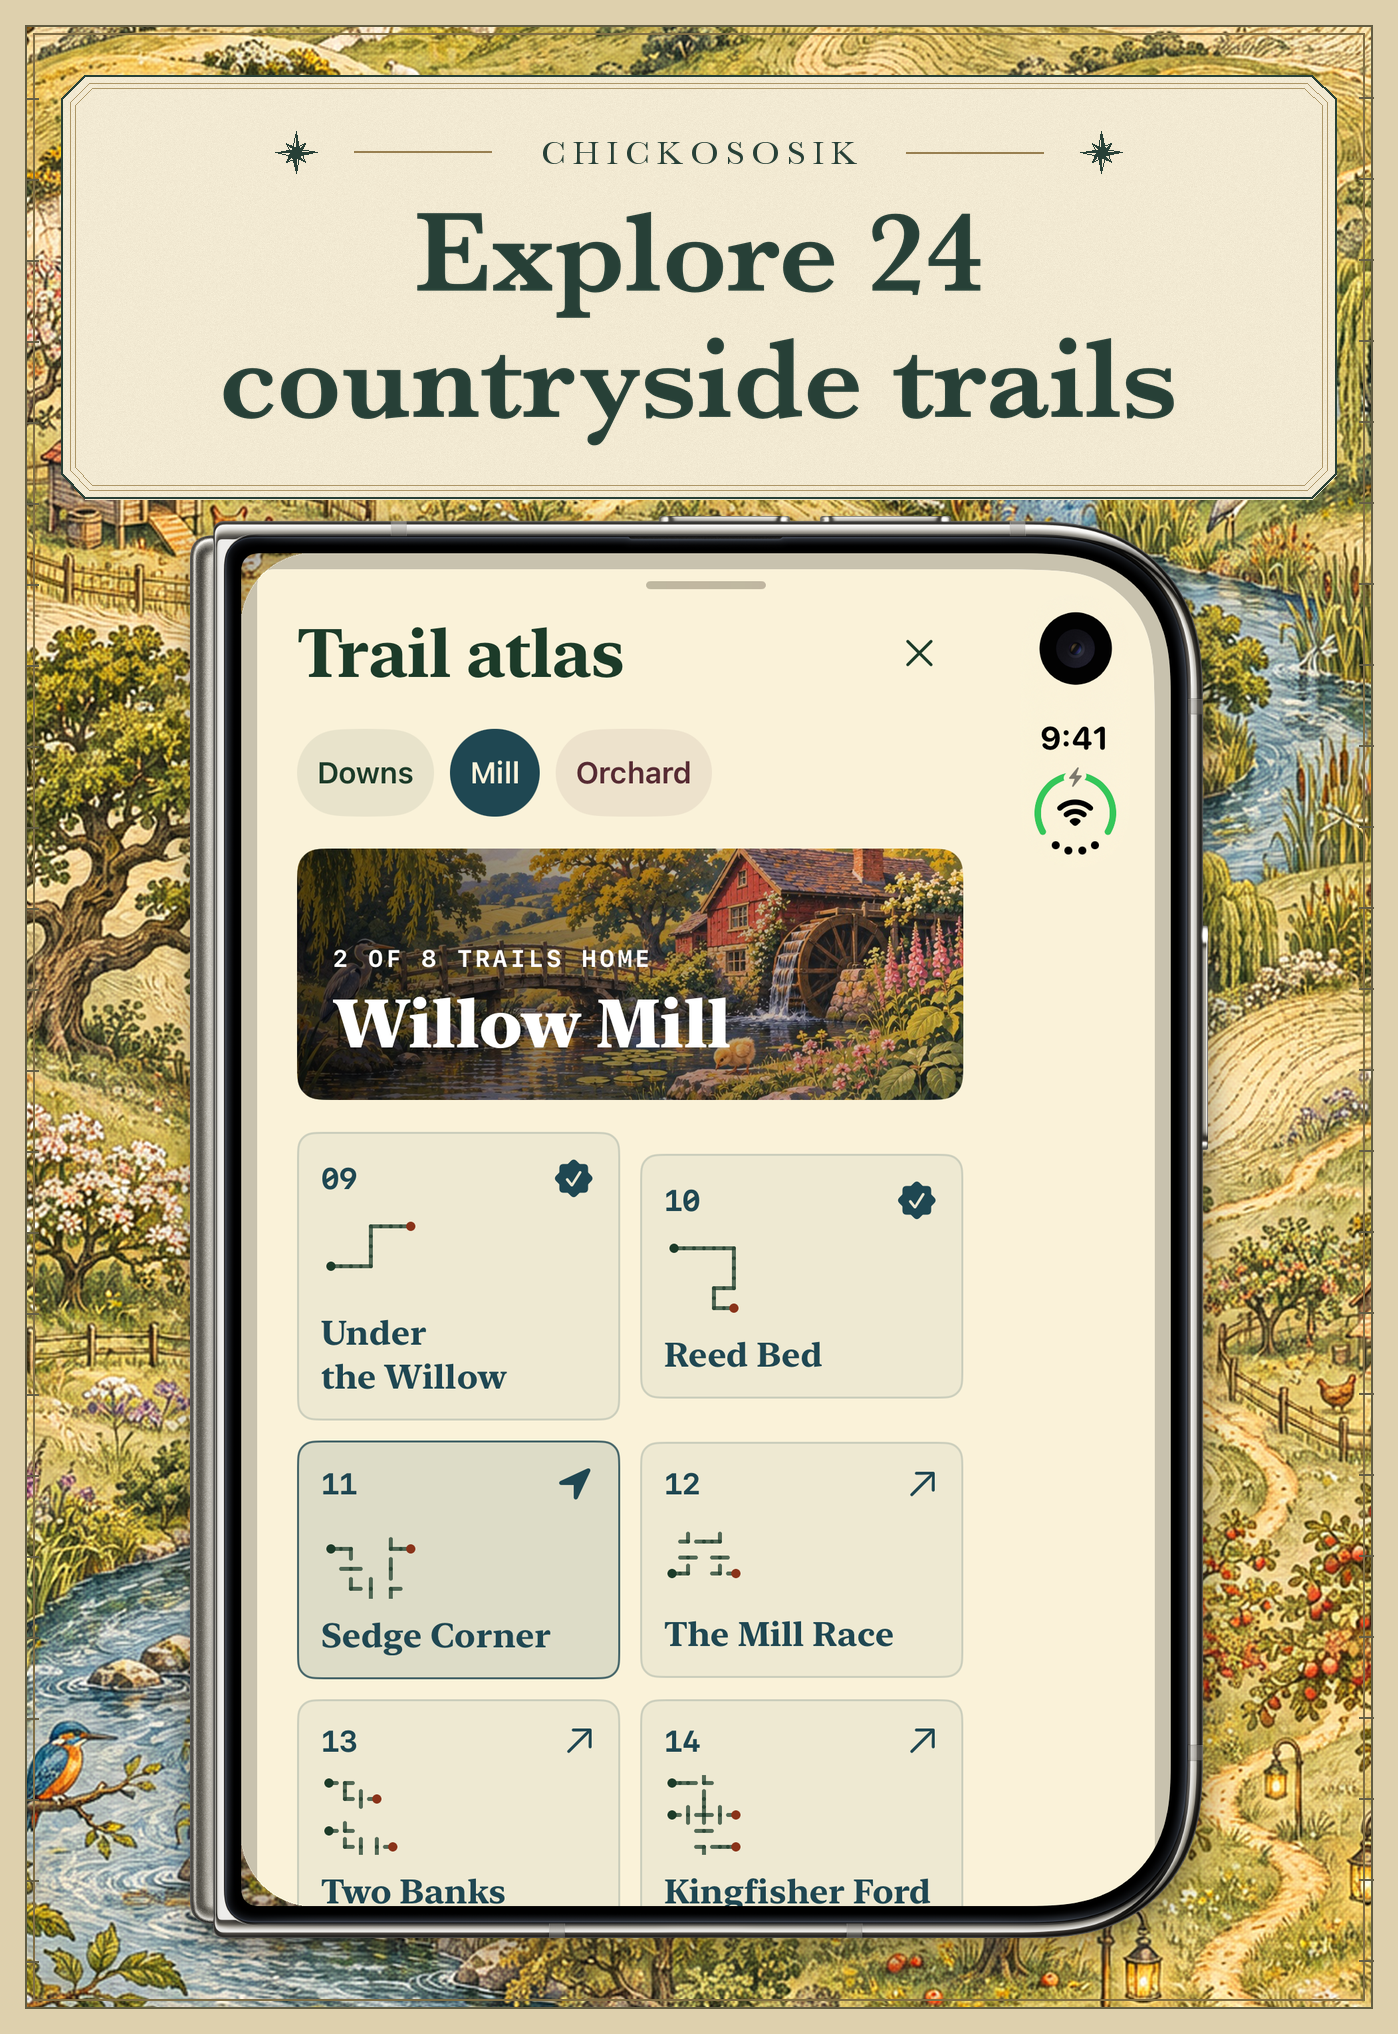 CHICKOSOSIK
Explore 24
countryside trails
Trail atlas
9:41
Downs
Mill
Orchard
2 OF 8 TRAILS HOME
Willow Mill
09
Under
the Willow
10
Reed Bed
11
Sedge Corner
12
The Mill Race
13
Two Banks
14
Kingfisher Ford